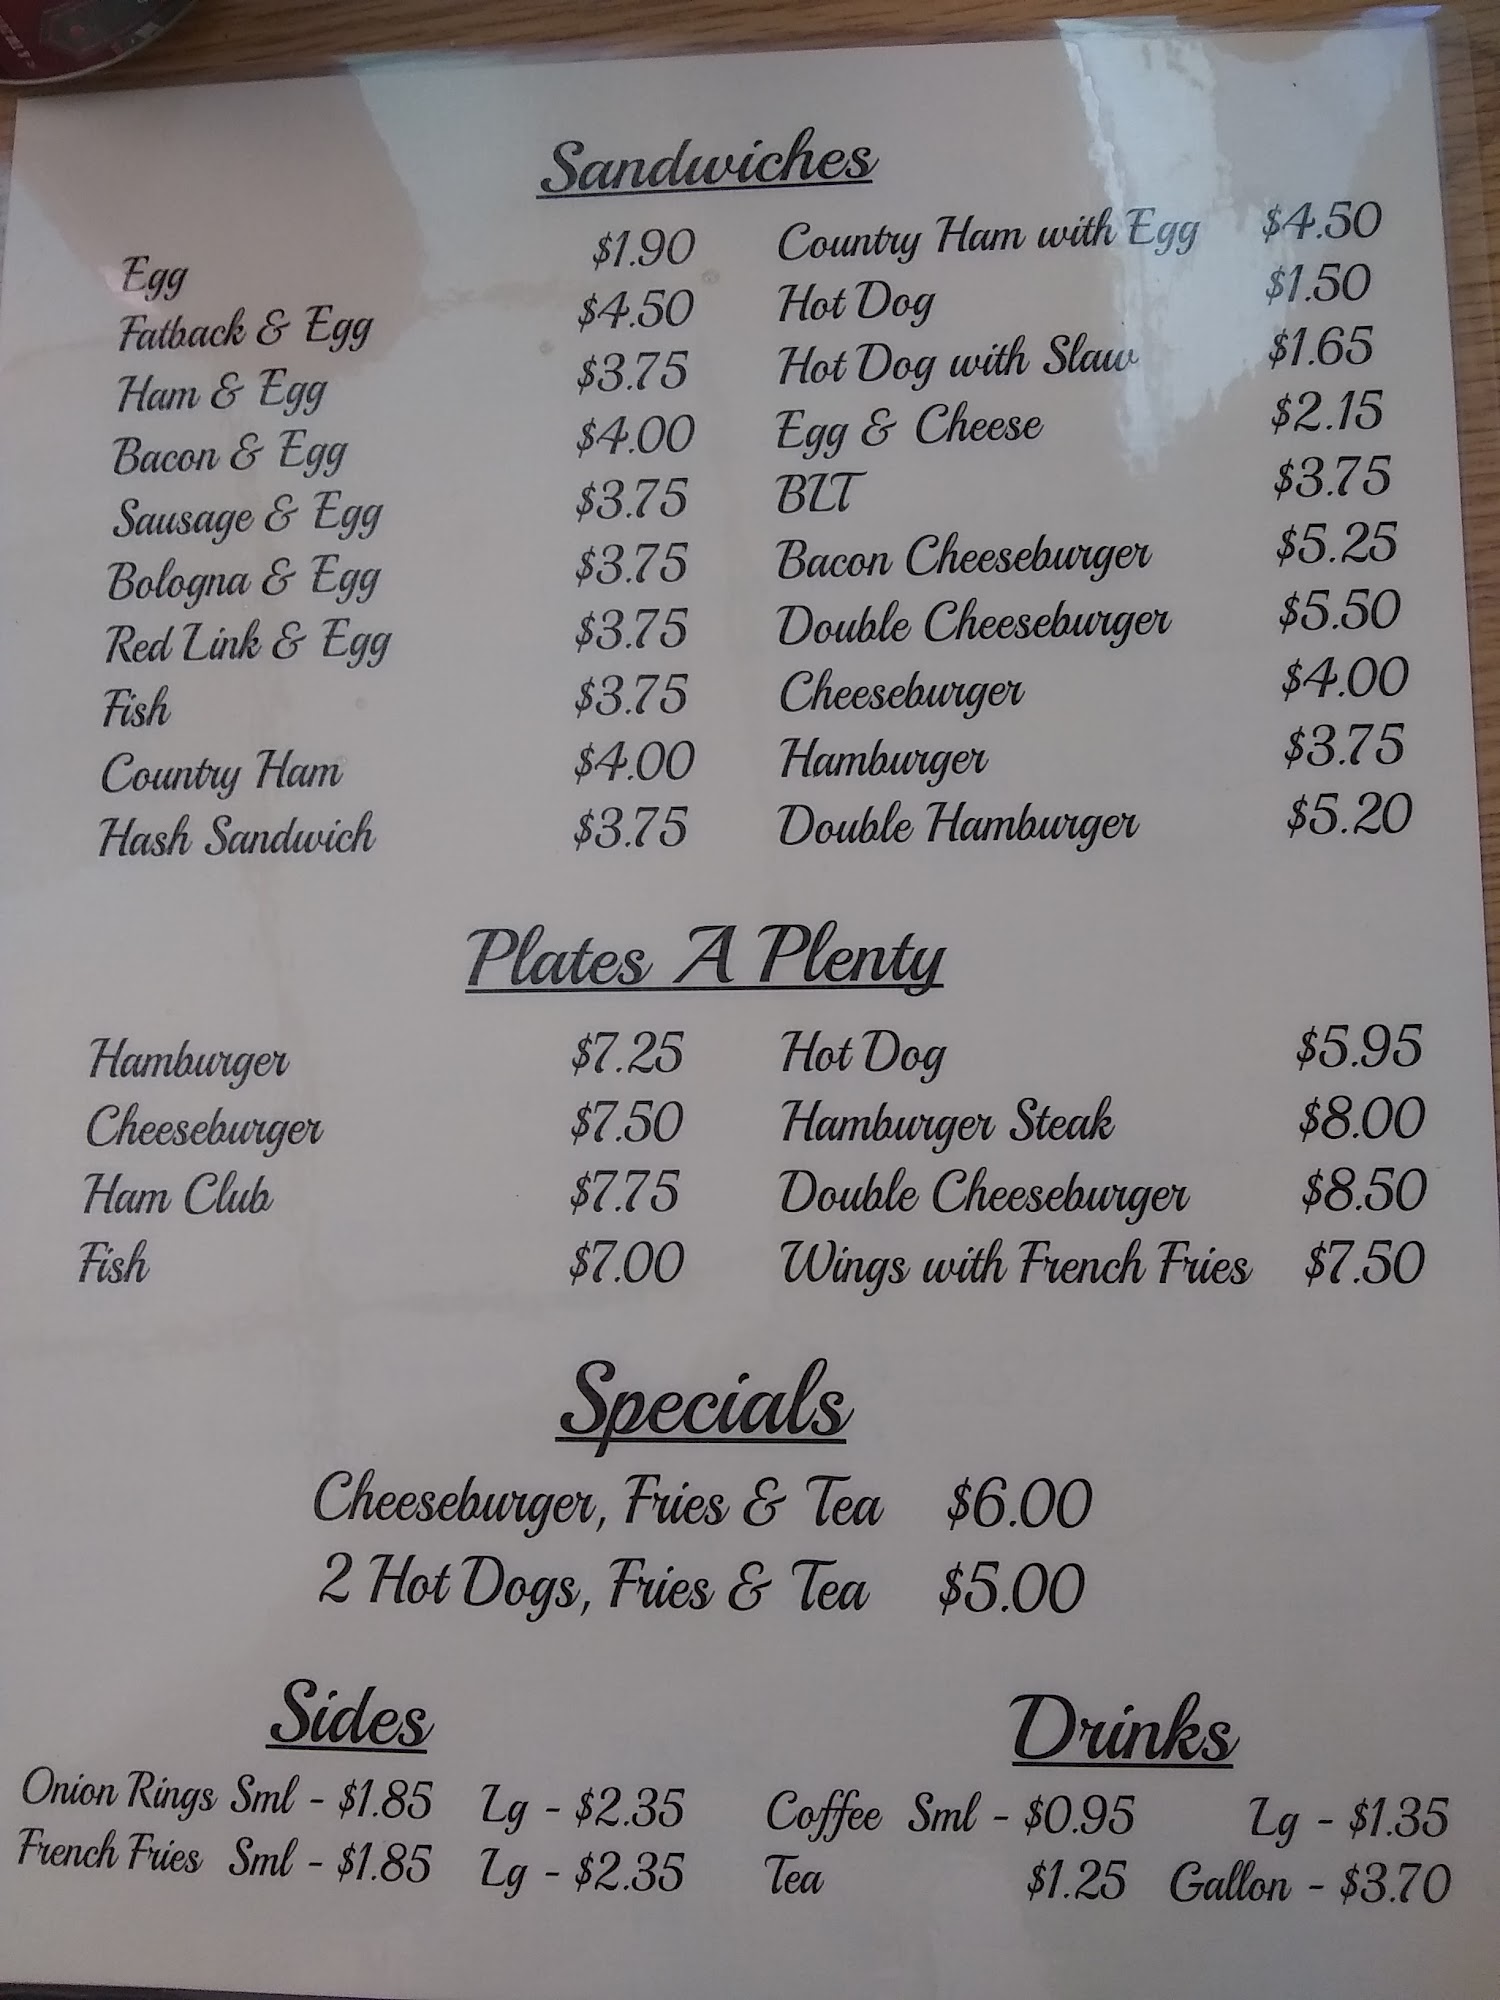 Sandwiches
Egg $1.90 Country Ham with Egg $4.50
Fatback & Egg $4.50 Hot Dog $1.50
Ham & Egg $3.75 Hot Dog with Slaw $1.65
Bacon & Egg $4.00 Egg & Cheese $2.15
Sausage & Egg $3.75 BLT $3.75
Bologna & Egg $3.75 Bacon Cheeseburger $5.25
Red Link & Egg $3.75 Double Cheeseburger $5.50
Fish $3.75 Cheeseburger $4.00
Country Ham $4.00 Hamburger $3.75
Hash Sandwich $3.75 Double Hamburger $5.20
Plates A Plenty
Hamburger $7.25 Hot Dog $5.95
Cheeseburger $7.50 Hamburger Steak $8.00
Ham Club $7.75 Double Cheeseburger $8.50
Fish $7.00 Wings with French Fries $7.50
Specials
Cheeseburger, Fries & Tea $6.00
2 Hot Dogs, Fries & Tea $5.00
Sides
Onion Rings Sml - $1.85 Lg - $2.35
French Fries Sml - $1.85 Lg - $2.35
Drinks
Coffee Sml - $0.95 Lg - $1.35
Tea $1.25 Gallon - $3.70